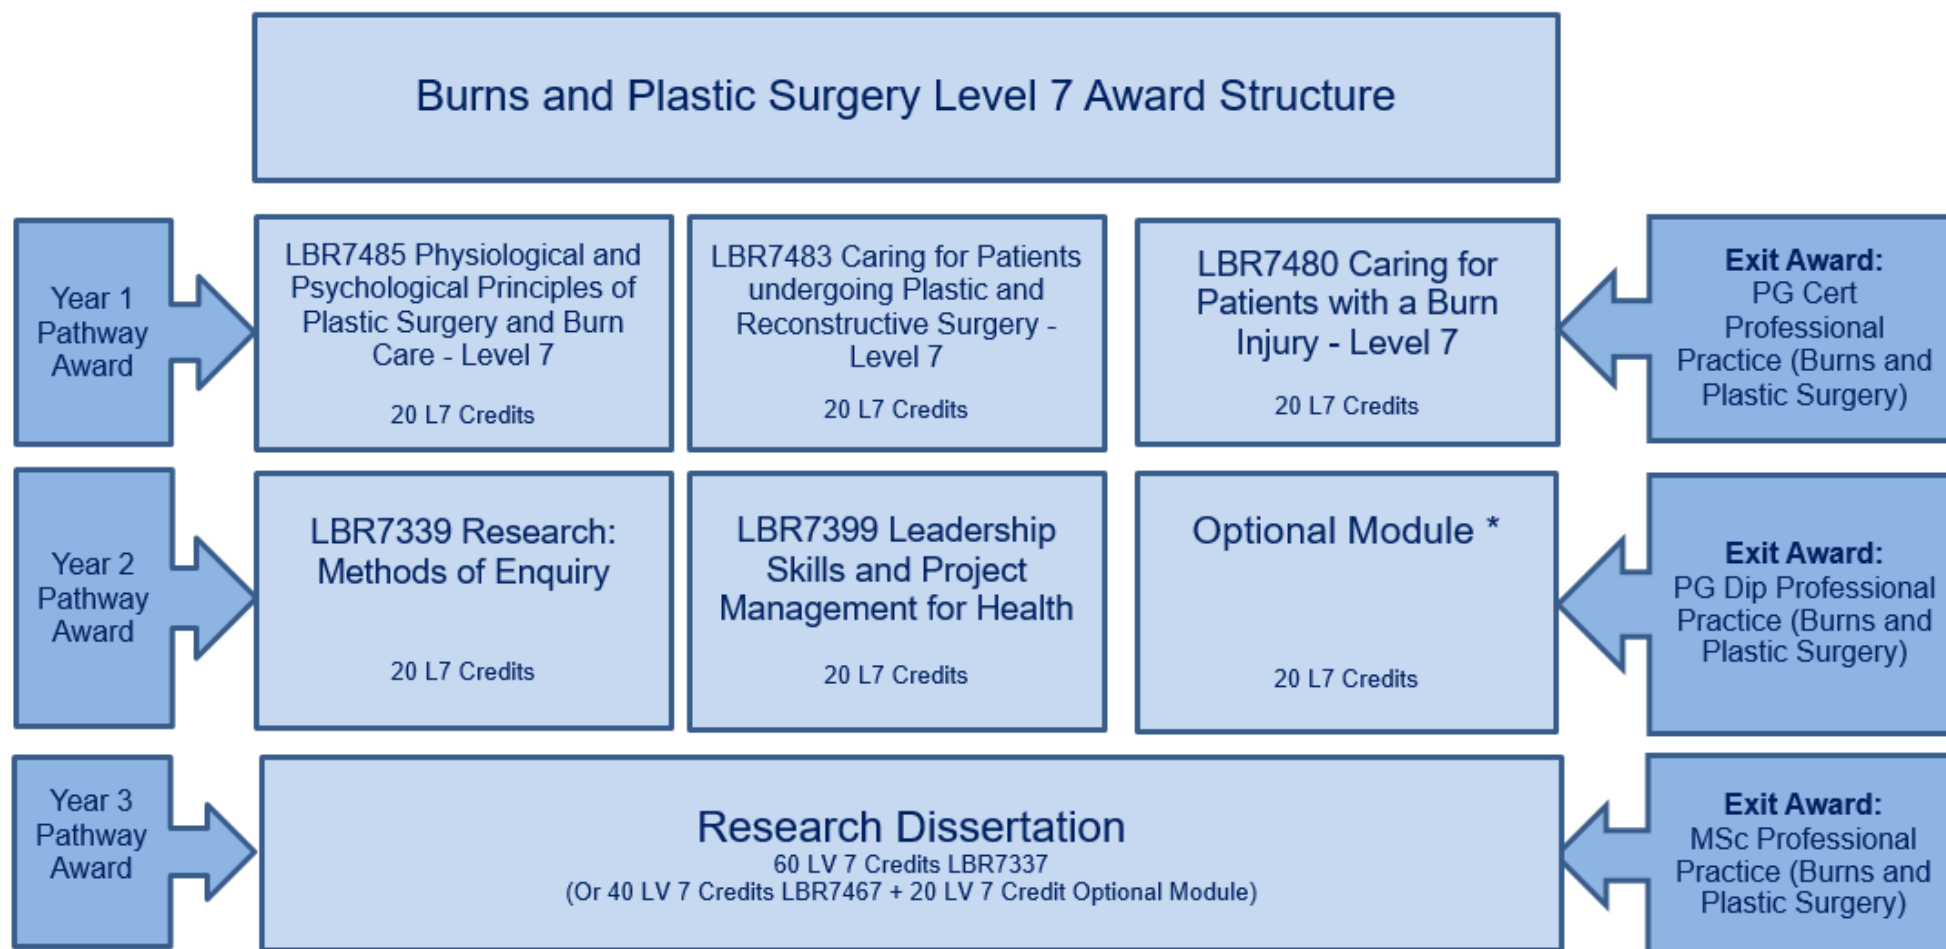 Burns and Plastic Surgery Level 7 Award Structure
Year 1
Pathway
Award
LBR7485 Physiological and
Psychological Principles of
Plastic Surgery and Burn
Care - Level 7
20 L7 Credits
LBR7483 Caring for Patients
undergoing Plastic and
Reconstructive Surgery -
Level 7
20 L7 Credits
LBR7480 Caring for
Patients with a Burn
Injury - Level 7
20 L7 Credits
Exit Award:
PG Cert
Professional
Practice (Burns and
Plastic Surgery)
Year 2
Pathway
Award
LBR7339 Research:
Methods of Enquiry
20 L7 Credits
LBR7399 Leadership
Skills and Project
Management for Health
20 L7 Credits
Optional Module *
20 L7 Credits
Exit Award:
PG Dip Professional
Practice (Burns and
Plastic Surgery)
Year 3
Pathway
Award
Research Dissertation
60 LV 7 Credits LBR7337
(Or 40 LV 7 Credits LBR7467 + 20 LV 7 Credit Optional Module)
Exit Award:
MSc Professional
Practice (Burns and
Plastic Surgery)